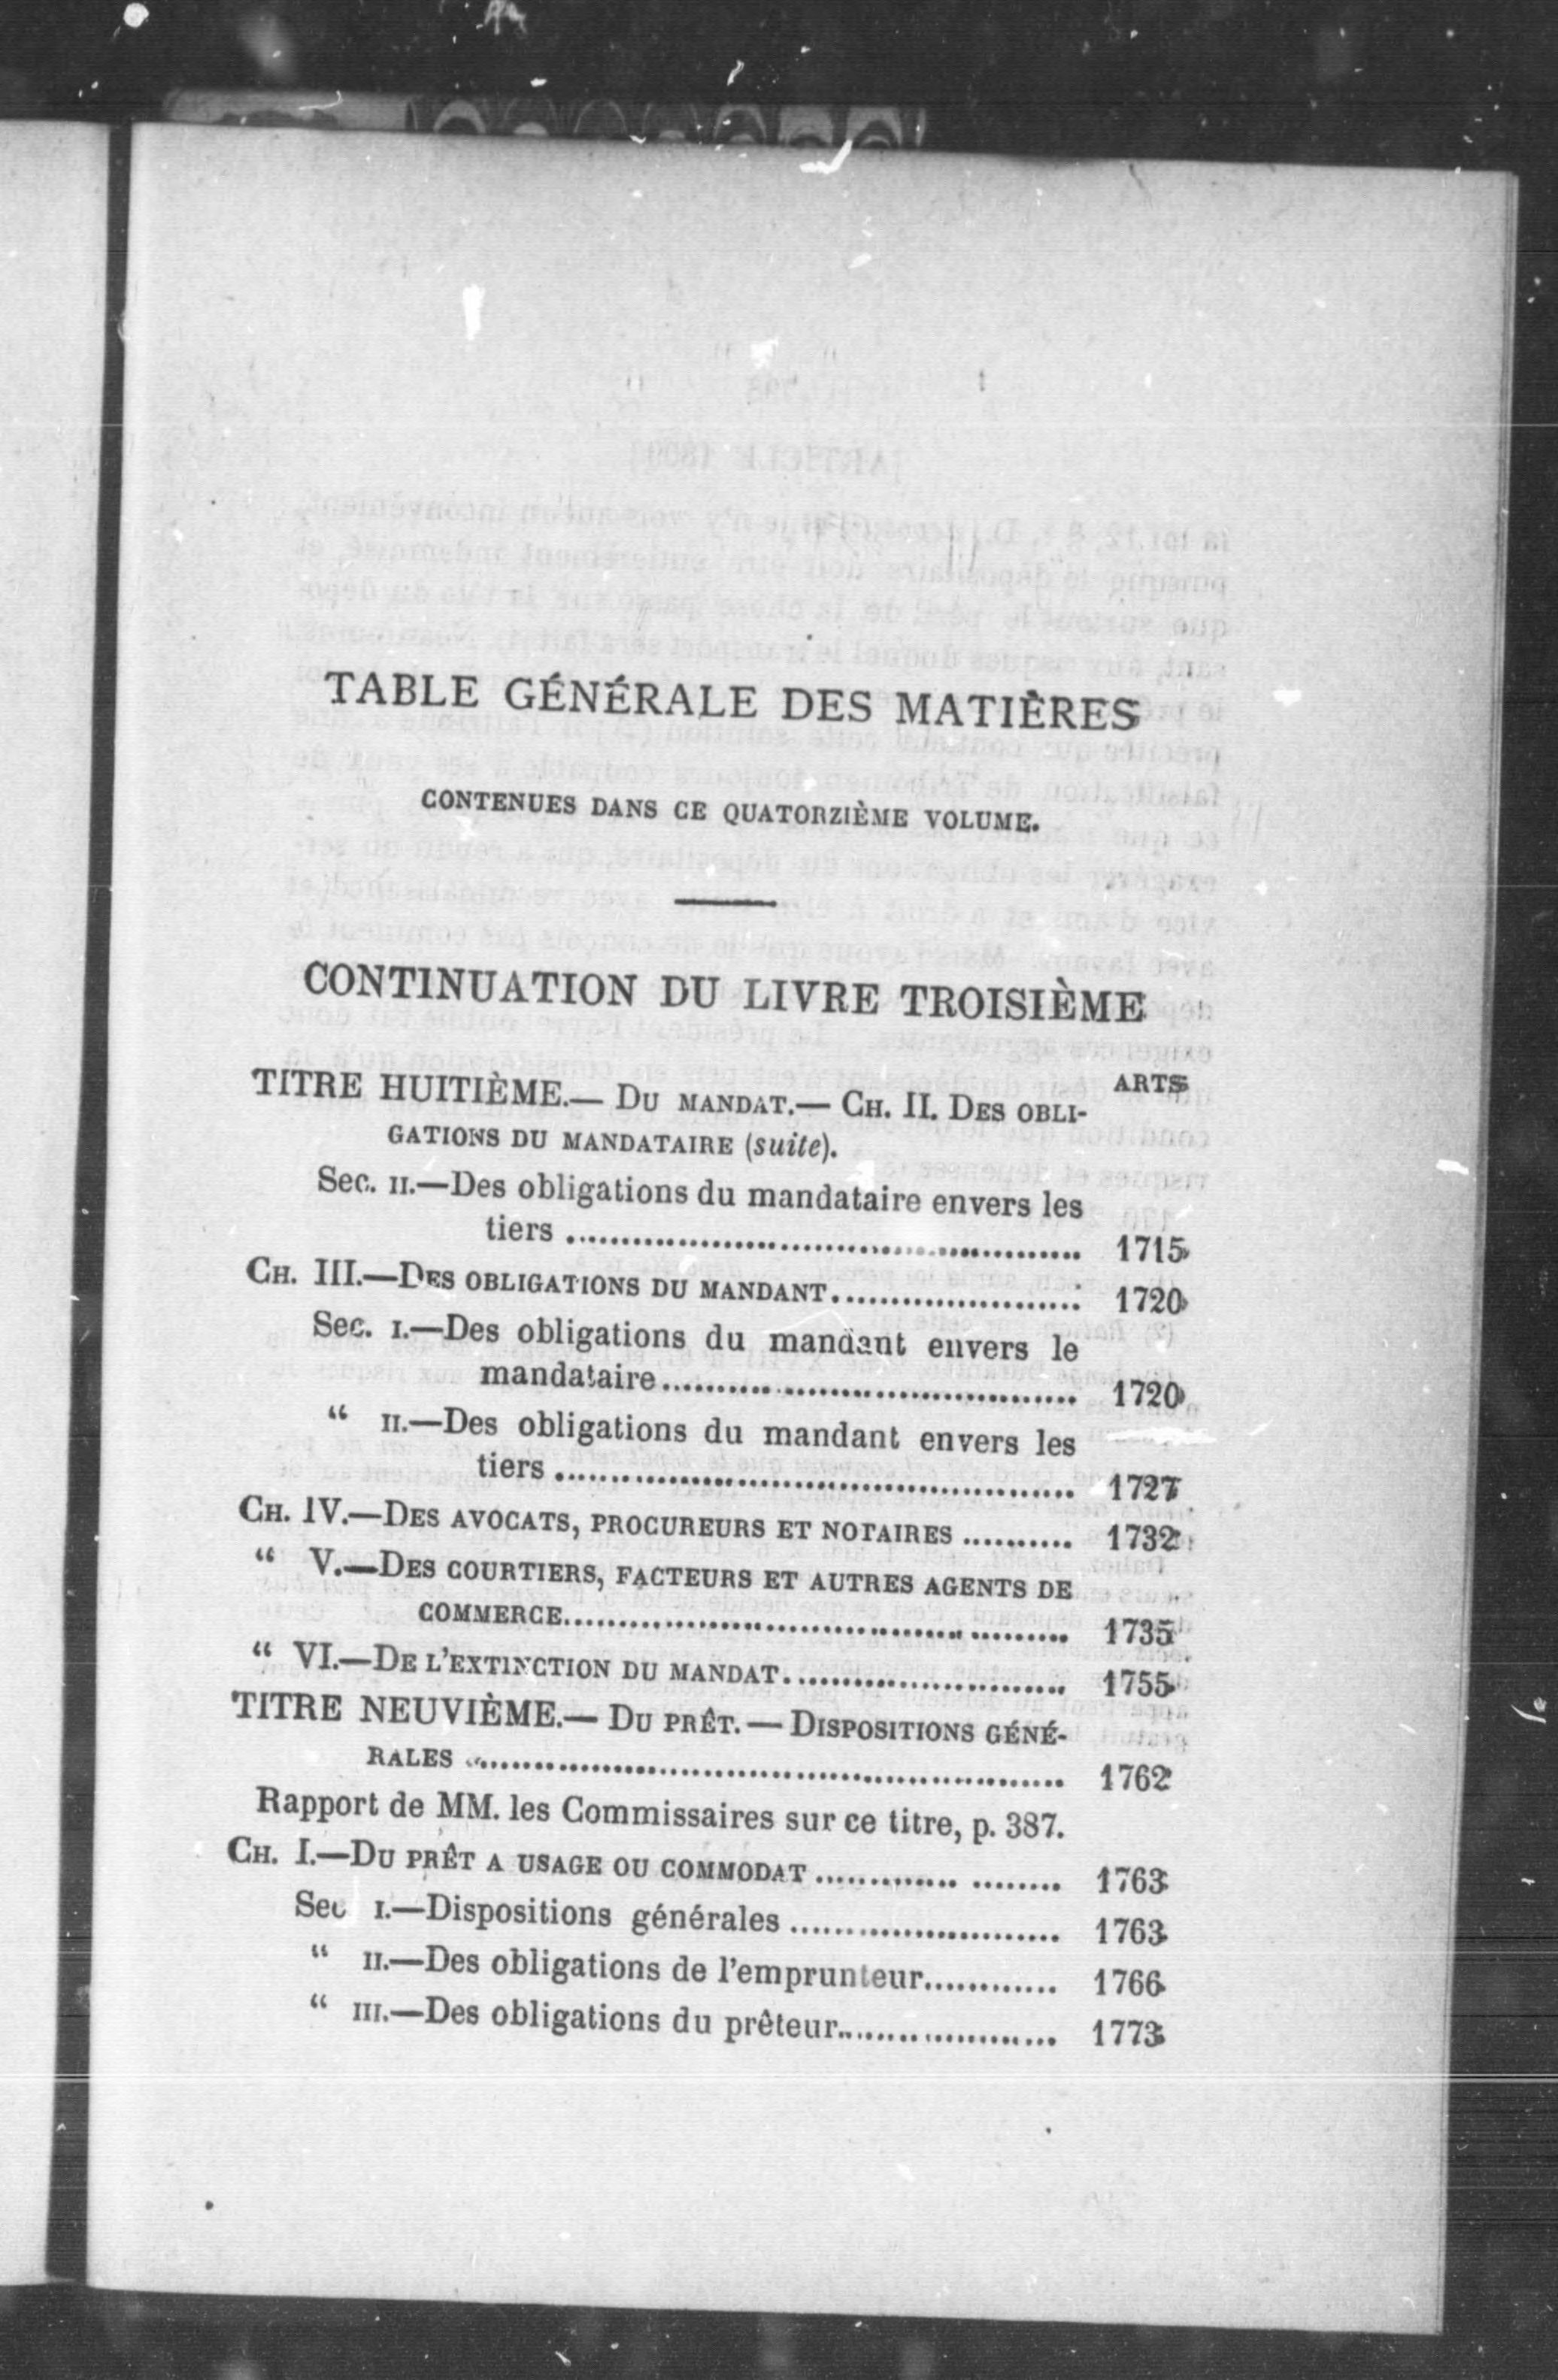 TABLE GÉNÉRALE DES MATIÈRES
CONTENUES DANS CE QUATORZIÈME VOLUME.
CONTINUATION DU LIVRE TROISIÈME
ARTS
TITRE HUITIÈME.— DU MANDAT.— CH. II. DES OBLI-
GATIONS DU MANDATAIRE (suite).
Sec. II.—Des obligations du mandataire envers les
tiers .................................................. 1715
CH. III.—DES OBLIGATIONS DU MANDANT........................ 1720
Sec. I.—Des obligations du mandant envers le
mandataire........................................ 1720
“ II.—Des obligations du mandant envers les
tiers .................................................. 1727
CH. IV.—DES AVOCATS, PROCUREURS ET NOTAIRES ........... 1732
“ V.—DES COURTIERS, FACTEURS ET AUTRES AGENTS DE
COMMERCE.................................................. 1735
“ VI.—DE L'EXTINCTION DU MANDAT........................... 1755
TITRE NEUVIÈME.— DU PRÊT.— DISPOSITIONS GÉNÉ-
RALES .......................................................... 1762
Rapport de MM. les Commissaires sur ce titre, p. 387.
CH. I.—DU PRÊT A USAGE OU COMMODAT ...................... 1763
Sec I.—Dispositions générales .......................... 1763
“ II.—Des obligations de l'emprunteur............. 1766
“ III.—Des obligations du prêteur..................... 1773